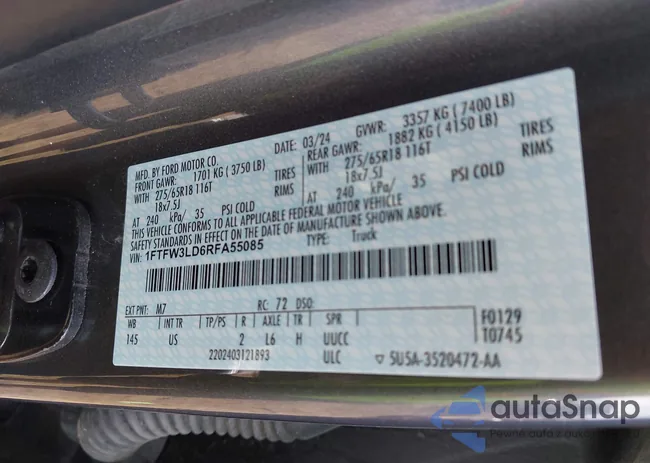 MFD. BY FORD MOTOR CO.
DATE: 03/24 GVWR: 3357 KG ( 7400 LB)
FRONT GAWR: 1701 KG ( 3750 LB) REAR GAWR: 1882 KG ( 4150 LB)
WITH 275/65R18 116T TIRES 275/65R18 116T TIRES
18x7.5J RIMS 18x7.5J RIMS
AT 240 kPa/ 35 PSI COLD AT 240 kPa/ 35 PSI COLD
THIS VEHICLE CONFORMS TO ALL APPLICABLE FEDERAL MOTOR VEHICLE
SAFETY STANDARDS IN EFFECT ON THE DATE OF MANUFACTURE SHOWN ABOVE.
VIN: 1FTFW3LD6RFA55085 TYPE: Truck
EXT PNT: M7 RC: 72 DSO: F0129
WB INT TR TP/PS R AXLE TR SPR T0745
145 US 2 L6 H UUCC
2202403121893 ULC ▽ SU5A-3520472-AA
autaSnap
Pewne auta z autasnap